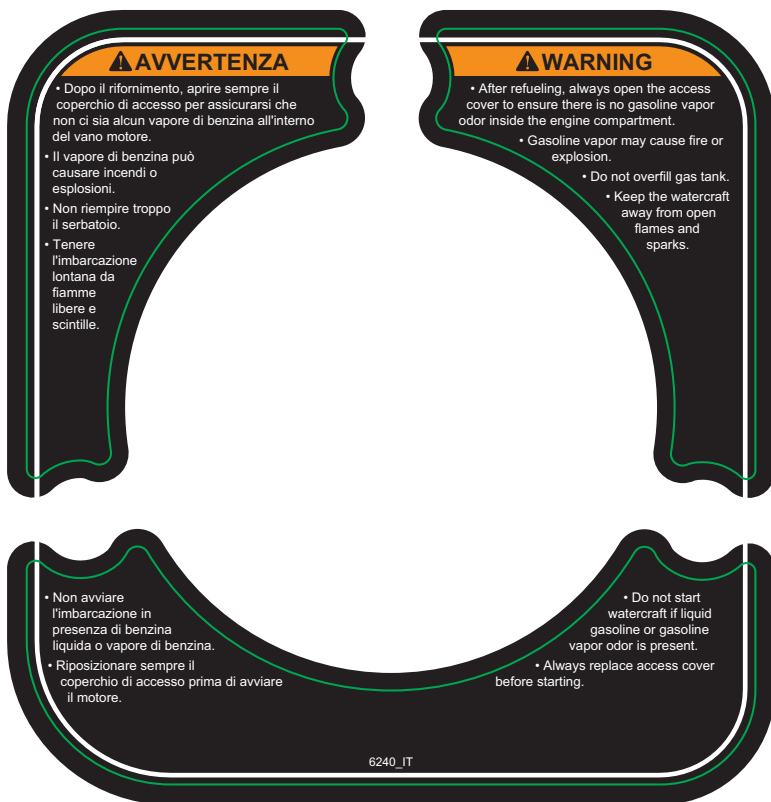 AVVERTENZA
• Dopo il rifornimento, aprire sempre il
coperchio di accesso per assicurarsi che
non ci sia alcun vapore di benzina all'interno
del vano motore.
• Il vapore di benzina può
causare incendi o
esplosioni.
• Non riempire troppo
il serbatoio.
• Tenere
l'imbarcazione
lontana da
fiamme
libere e
scintille.
WARNING
• After refueling, always open the access
cover to ensure there is no gasoline vapor
odor inside the engine compartment.
• Gasoline vapor may cause fire or
explosion.
• Do not overfill gas tank.
• Keep the watercraft
away from open
flames and
sparks.
• Non avviare
l'imbarcazione in
presenza di benzina
liquida o vapore di benzina.
• Riposizionare sempre il
coperchio di accesso prima di avviare
il motore.
• Do not start
watercraft if liquid
gasoline or gasoline
vapor odor is present.
• Always replace access cover
before starting.
6240_IT